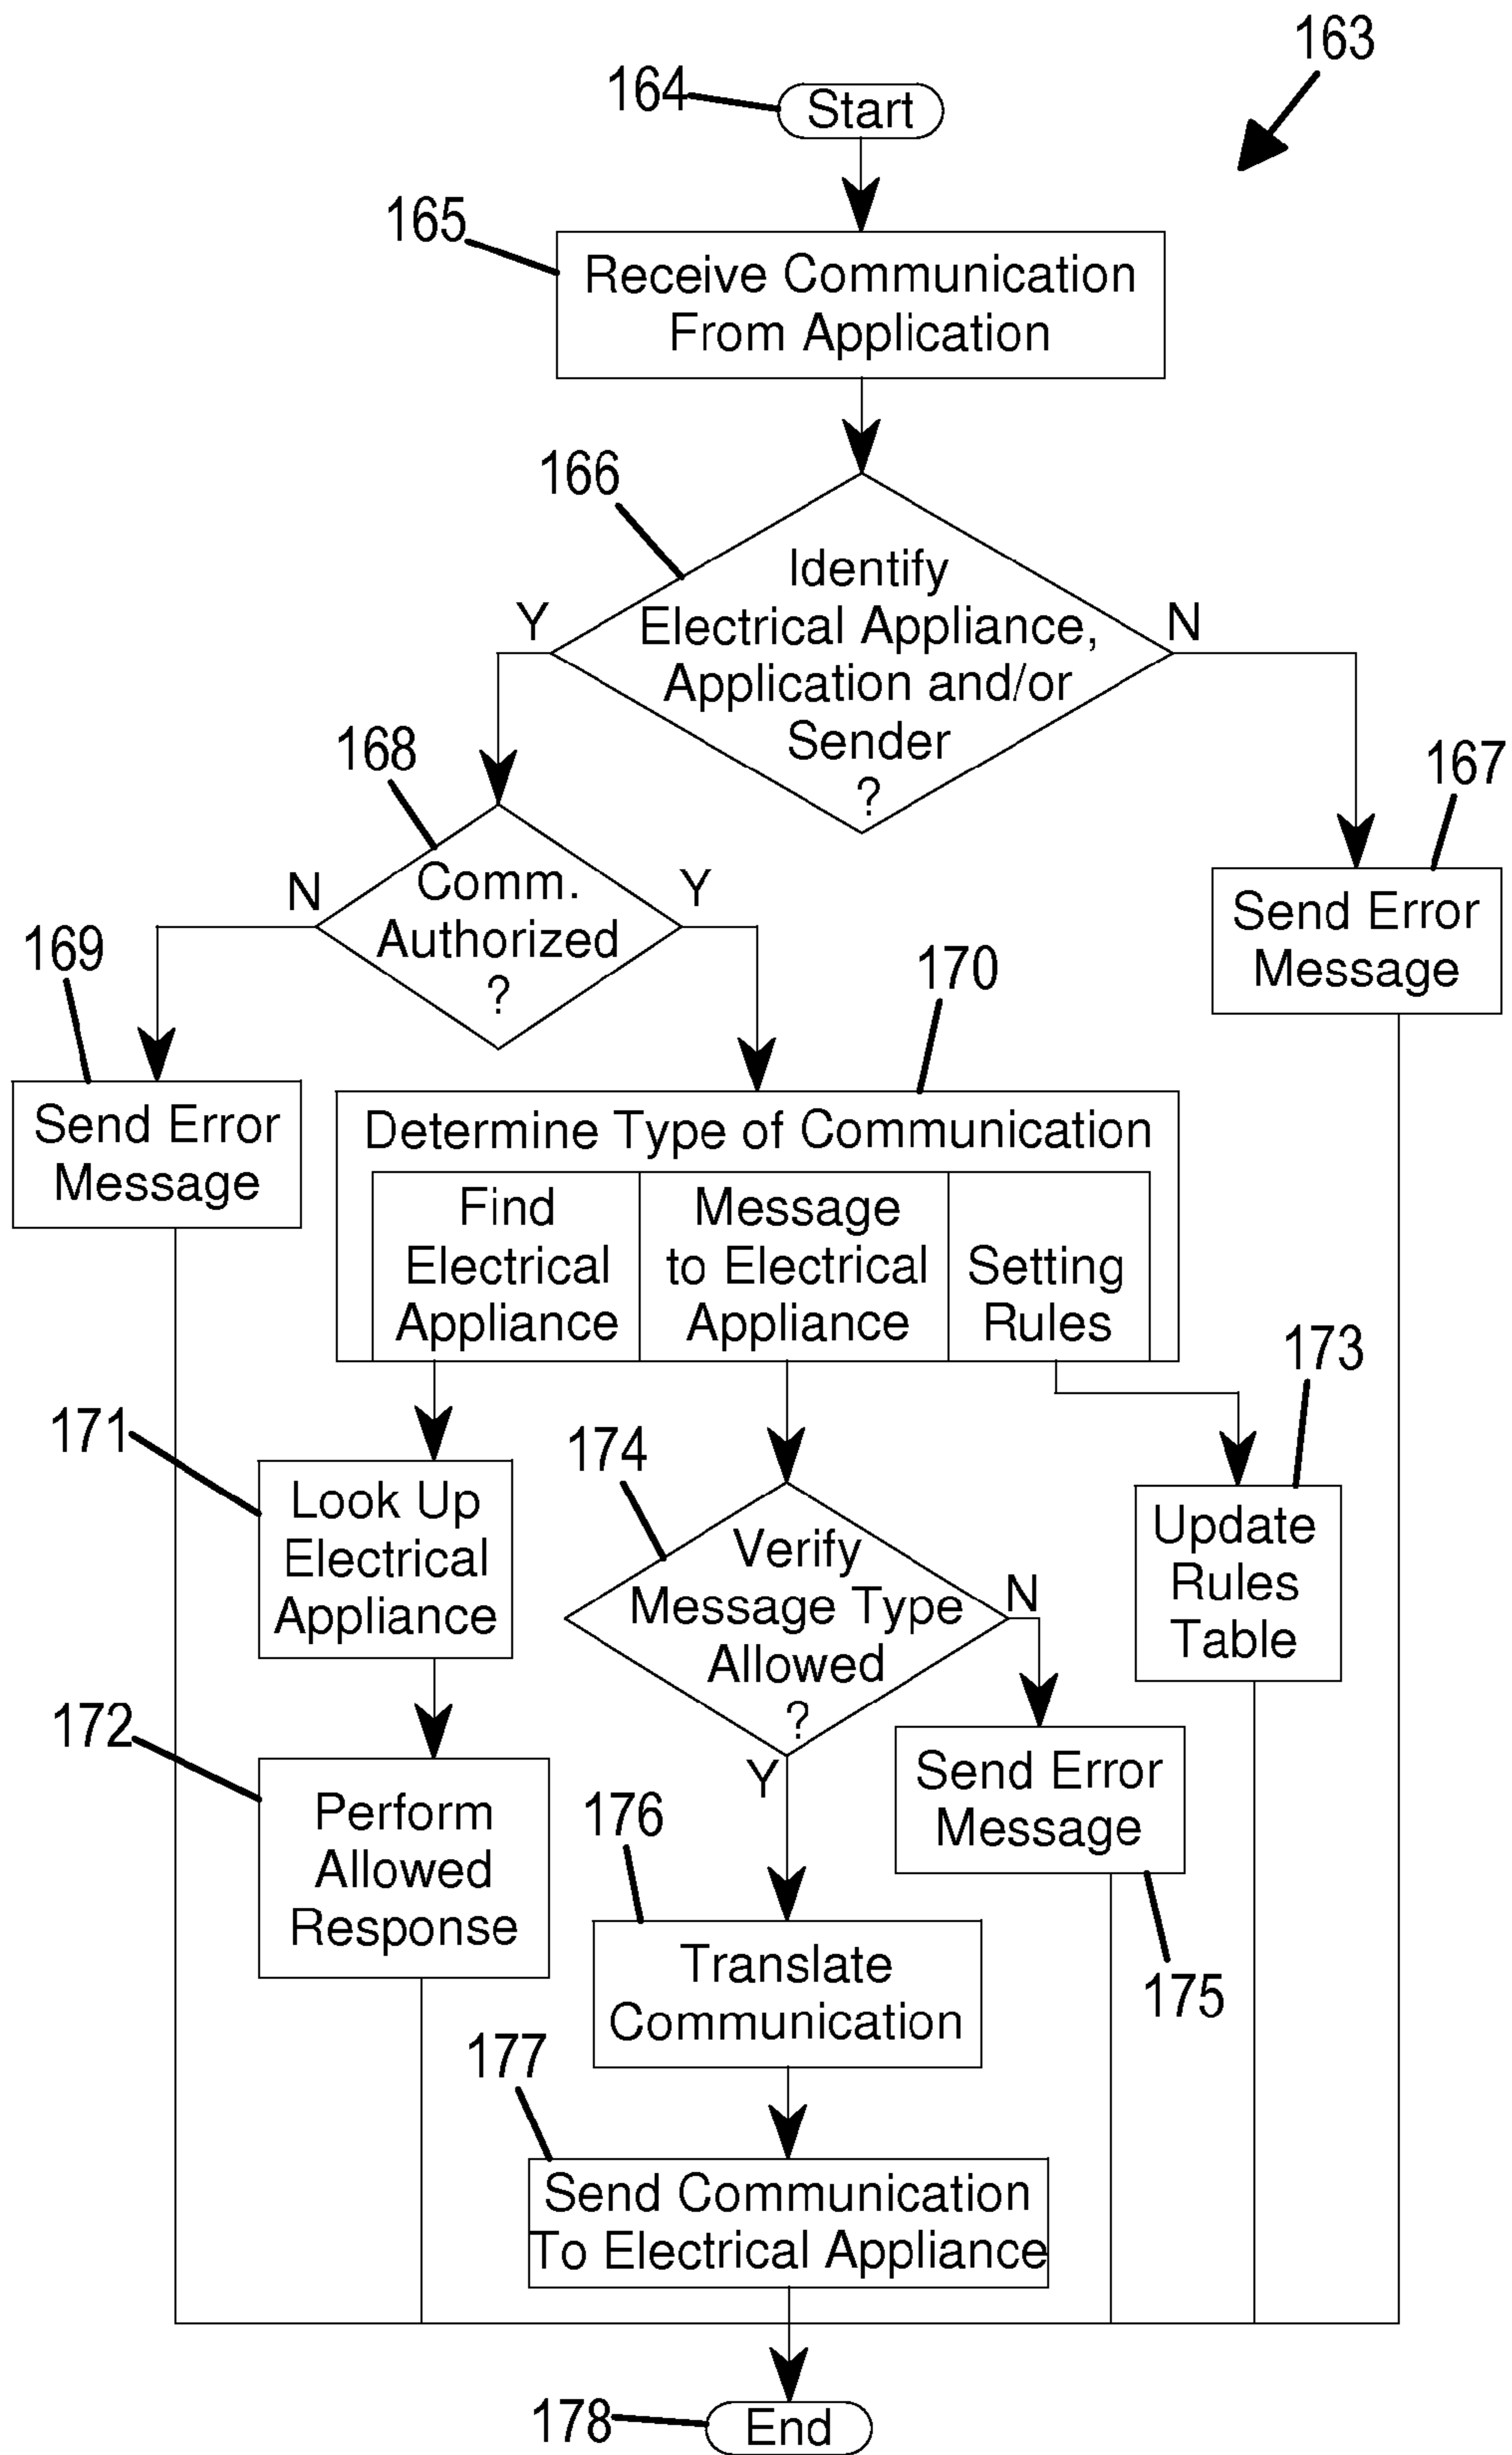 163
164
Start
165
Receive Communication
From Application
166
Identify
Electrical Appliance,
Application and/or
Sender
?
Y
N
167
Send Error
Message
168
Comm.
Authorized
?
N
Y
169
Send Error
Message
170
Determine Type of Communication
Find
Electrical
Appliance
Message
to Electrical
Appliance
Setting
Rules
171
Look Up
Electrical
Appliance
172
Perform
Allowed
Response
173
Update
Rules
Table
174
Verify
Message Type
Allowed
?
N
Y
Send Error
Message
175
176
Translate
Communication
177
Send Communication
To Electrical Appliance
178
End